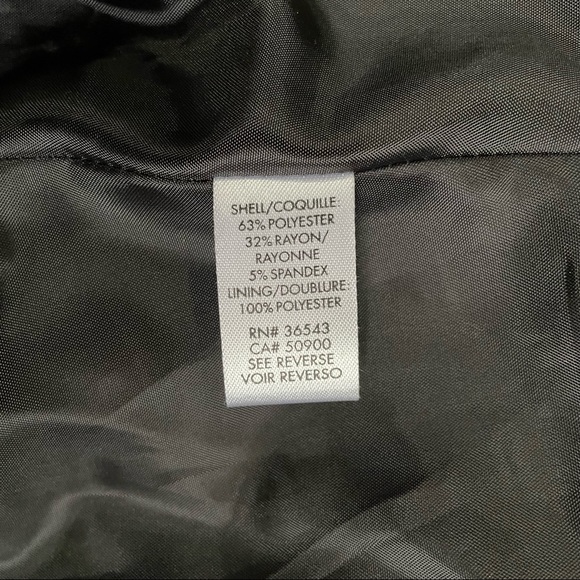 SHELL/COQUILLE:
63% POLYESTER
32% RAYON/
RAYONNE
5% SPANDEX
LINING/DOUBLURE:
100% POLYESTER
RN# 36543
CA# 50900
SEE REVERSE
VOIR REVERSO